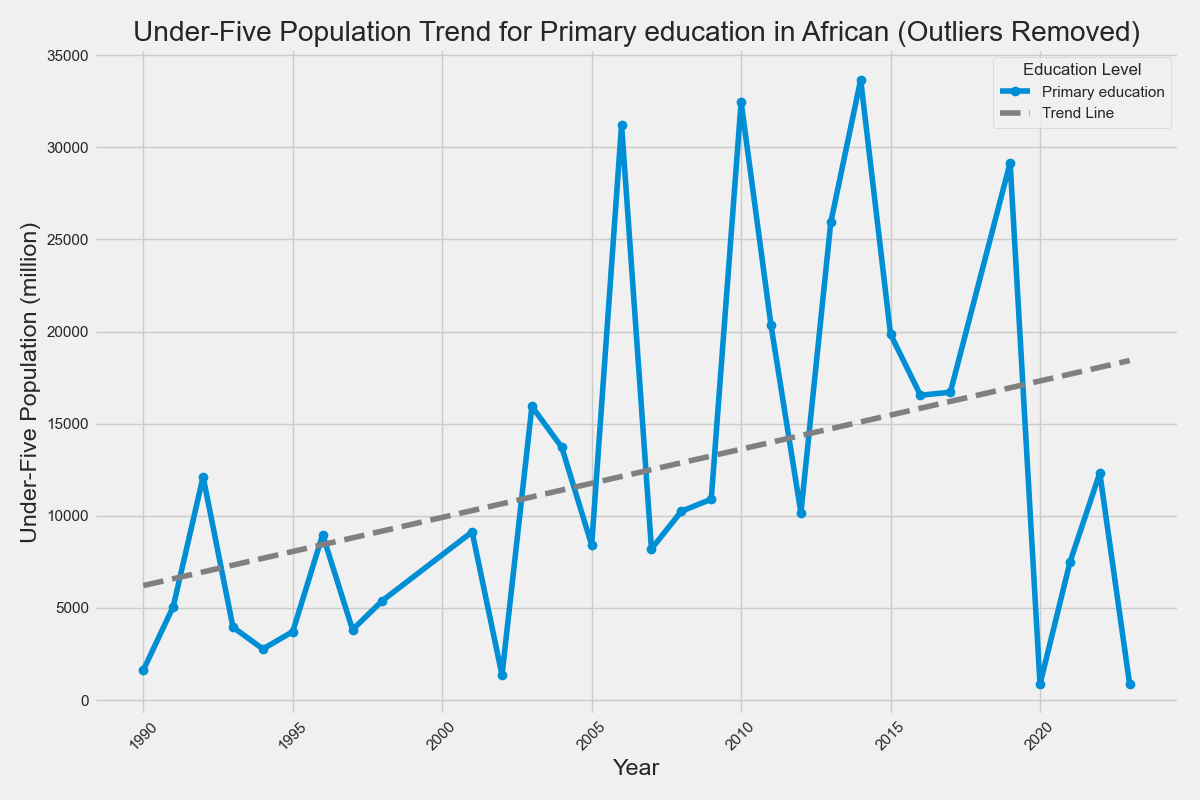 Under-Five Population Trend for Primary education in African (Outliers Removed)
Education Level
Primary education
Trend Line
Under-Five Population (million)
35000
30000
25000
20000
15000
10000
5000
0
1990
1995
2000
2005
2010
2015
2020
Year